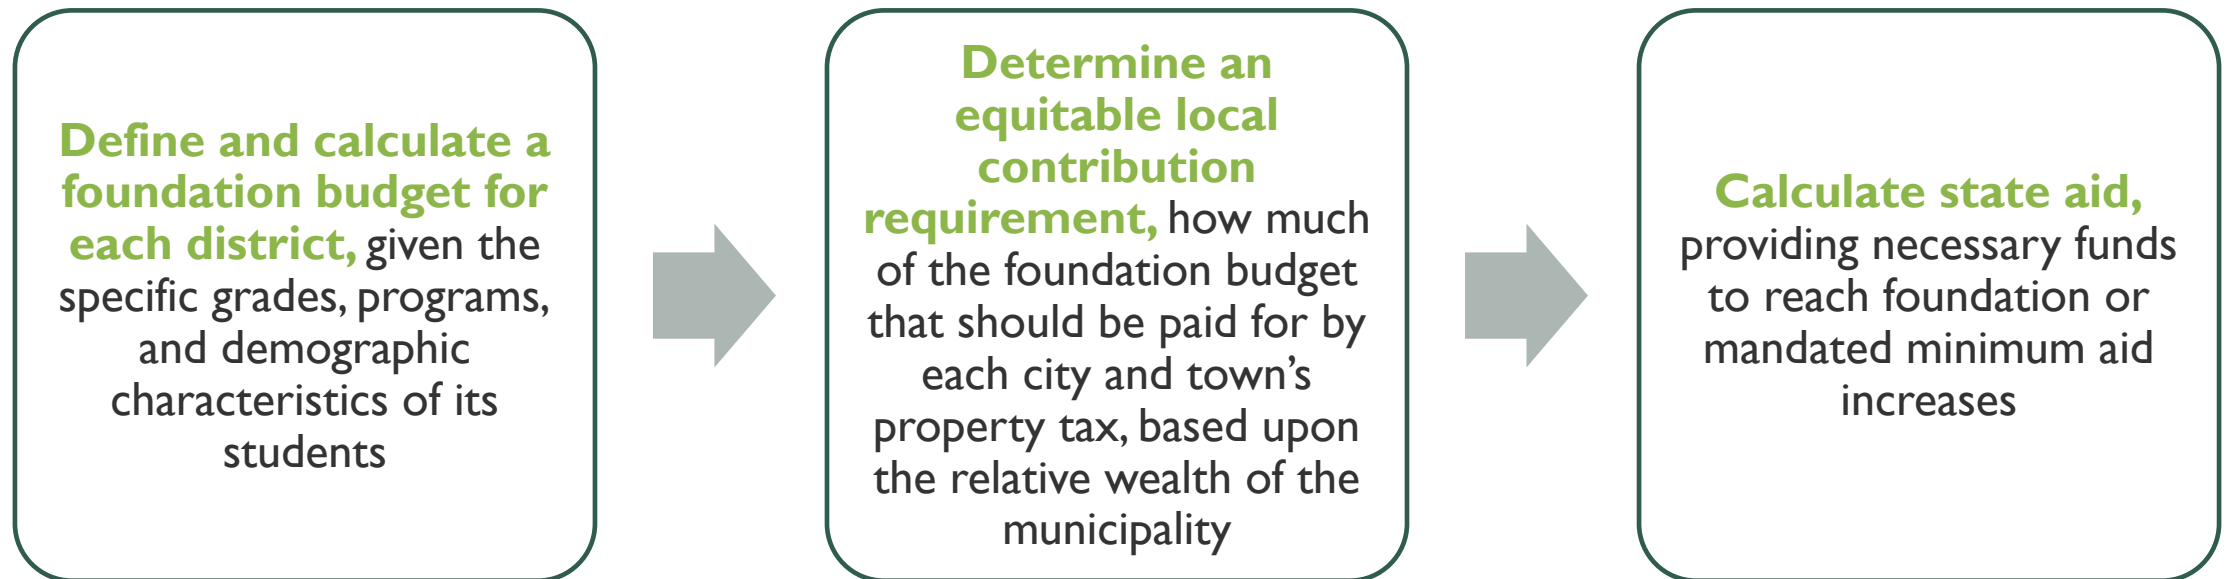 Define and calculate a
foundation budget for
each district, given the
specific grades, programs,
and demographic
characteristics of its
students
Determine an
equitable local
contribution
requirement, how much
of the foundation budget
that should be paid for by
each city and town’s
property tax, based upon
the relative wealth of the
municipality
Calculate state aid,
providing necessary funds
to reach foundation or
mandated minimum aid
increases